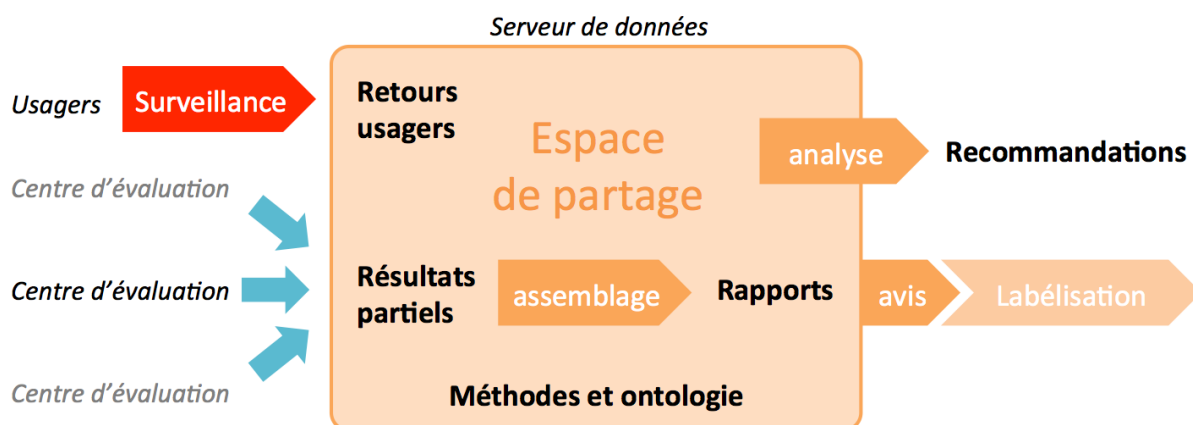 Serveur de données
Usagers
Surveillance
Retours
usagers
Espace
de partage
analyse
Recommandations
Centre d'évaluation
Centre d'évaluation
Centre d'évaluation
Résultats
partiels
assemblage
Rapports
avis
Labélisation
Méthodes et ontologie